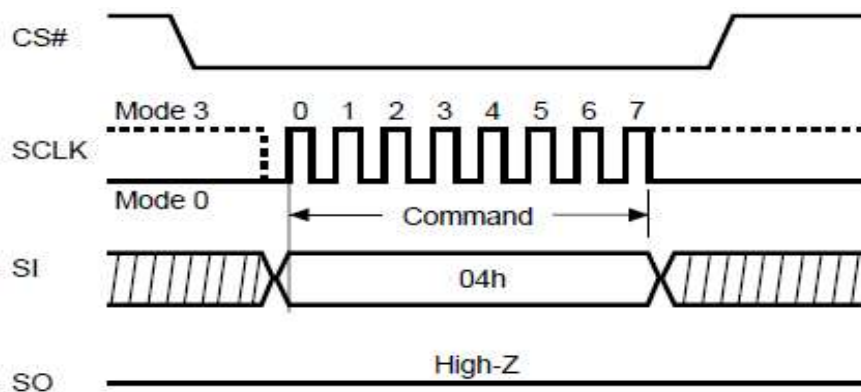 CS#
Mode 3 0 1 2 3 4 5 6 7
SCLK
Mode 0
Command
SI
04h
High-Z
SO